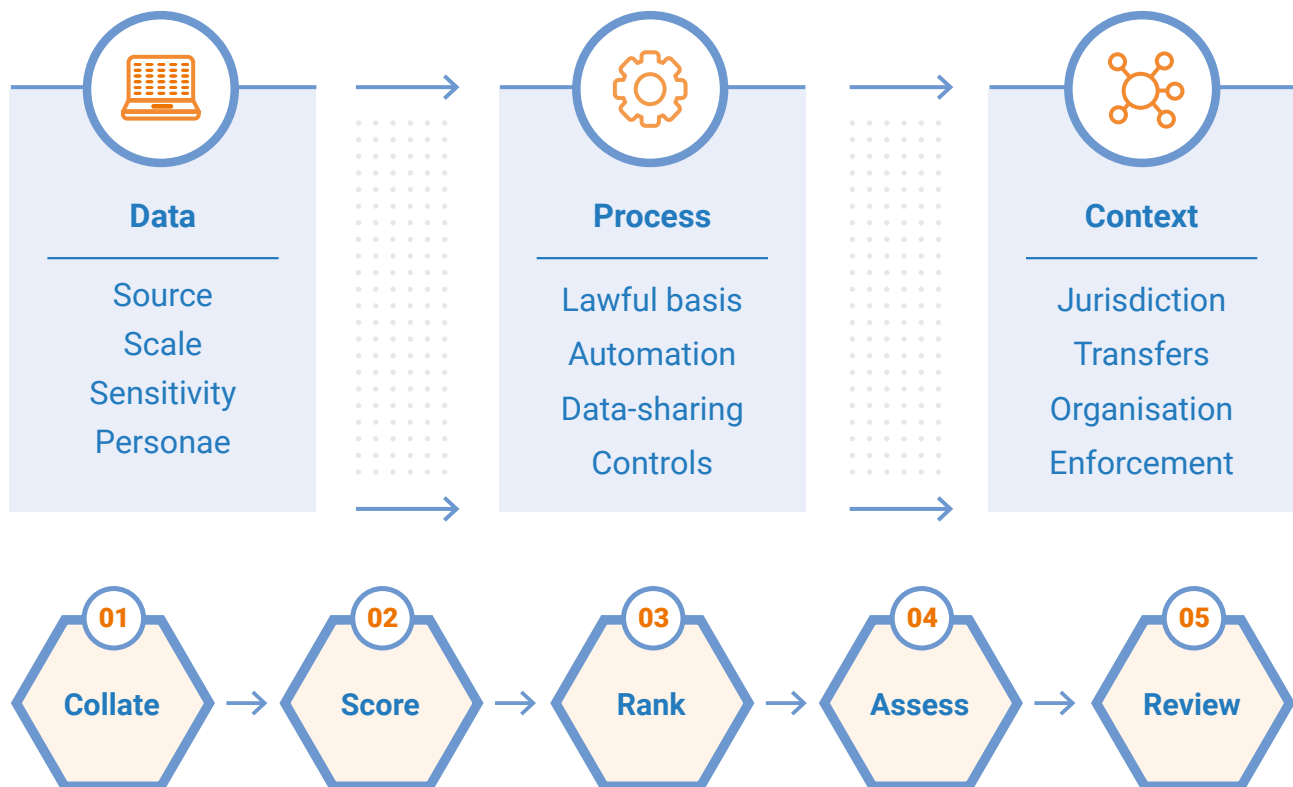 Data
Source
Scale
Sensitivity
Personae
Process
Lawful basis
Automation
Data-sharing
Controls
Context
Jurisdiction
Transfers
Organisation
Enforcement
01
Collate
02
Score
03
Rank
04
Assess
05
Review